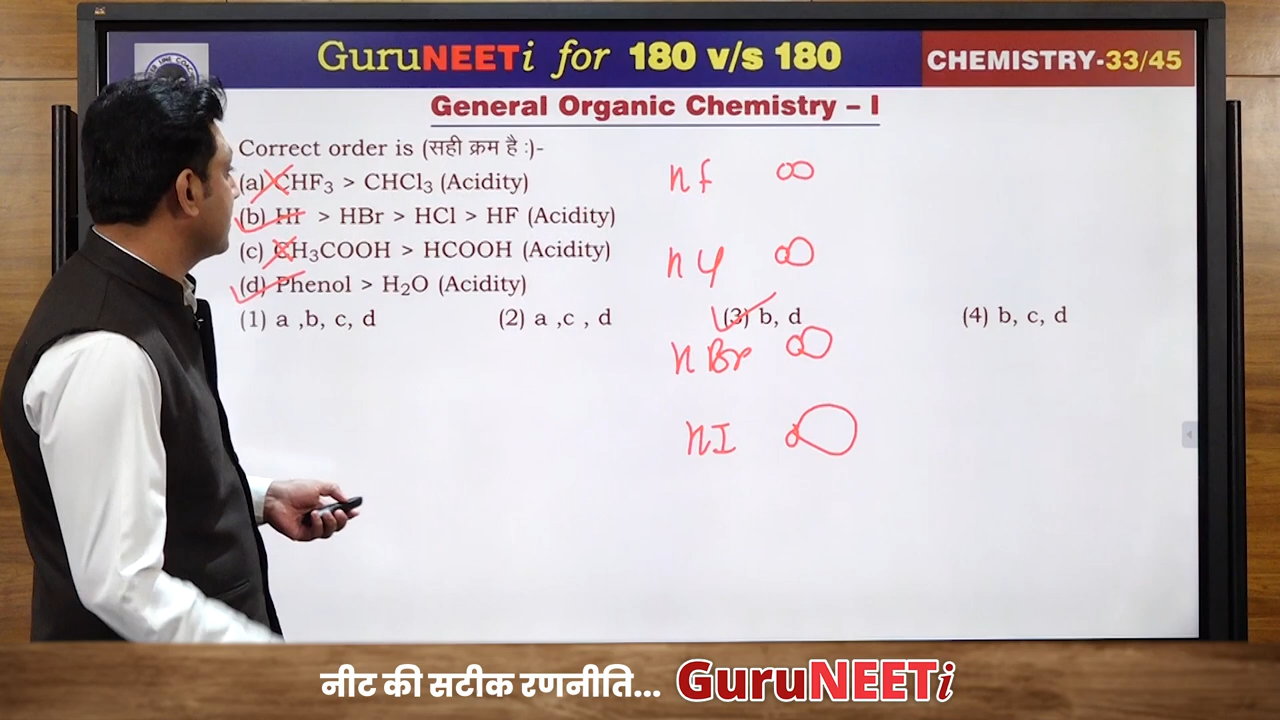 GuruNEETi for 180 v/s 180 CHEMISTRY-33/45
General Organic Chemistry – I
Correct order is (सही क्रम है :)-
(a) CHF₃ > CHCl₃ (Acidity)
(b) HI > HBr > HCl > HF (Acidity)
(c) CH₃COOH > HCOOH (Acidity)
(d) Phenol > H₂O (Acidity)
(1) a ,b, c, d (2) a ,c , d (3) b, d (4) b, c, d
HF
HCl
HBr
HI
नीट की सटीक रणनीति... GuruNEETi